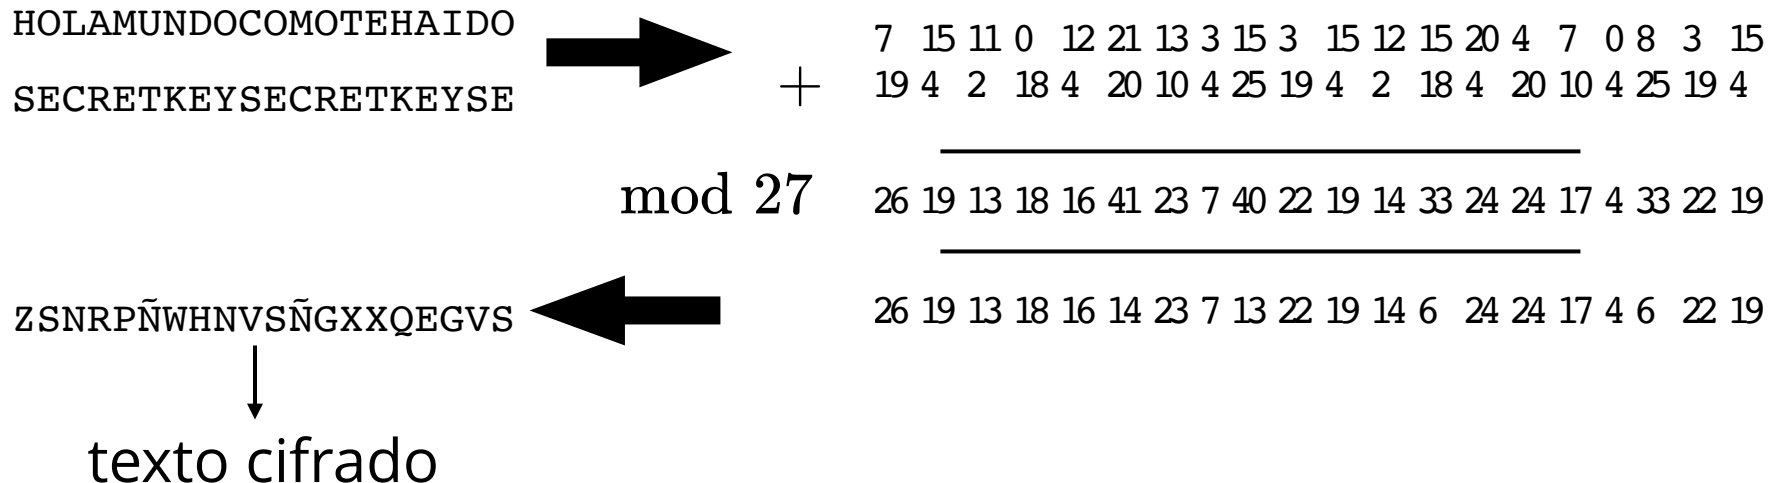 HOLAMUNDOCOMOTEHAIDO
SECRETKEYSECRETKEYSE
7 15 11 0 12 21 13 3 15 3 15 12 15 20 4 7 0 8 3 15
+ 19 4 2 18 4 20 10 4 25 19 4 2 18 4 20 10 4 25 19 4
mod 27
26 19 13 18 16 41 23 7 40 22 19 14 33 24 24 17 4 33 22 19
26 19 13 18 16 14 23 7 13 22 19 14 6 24 24 17 4 6 22 19
ZSNRPÑWHNVSÑGXXQEGVS
texto cifrado